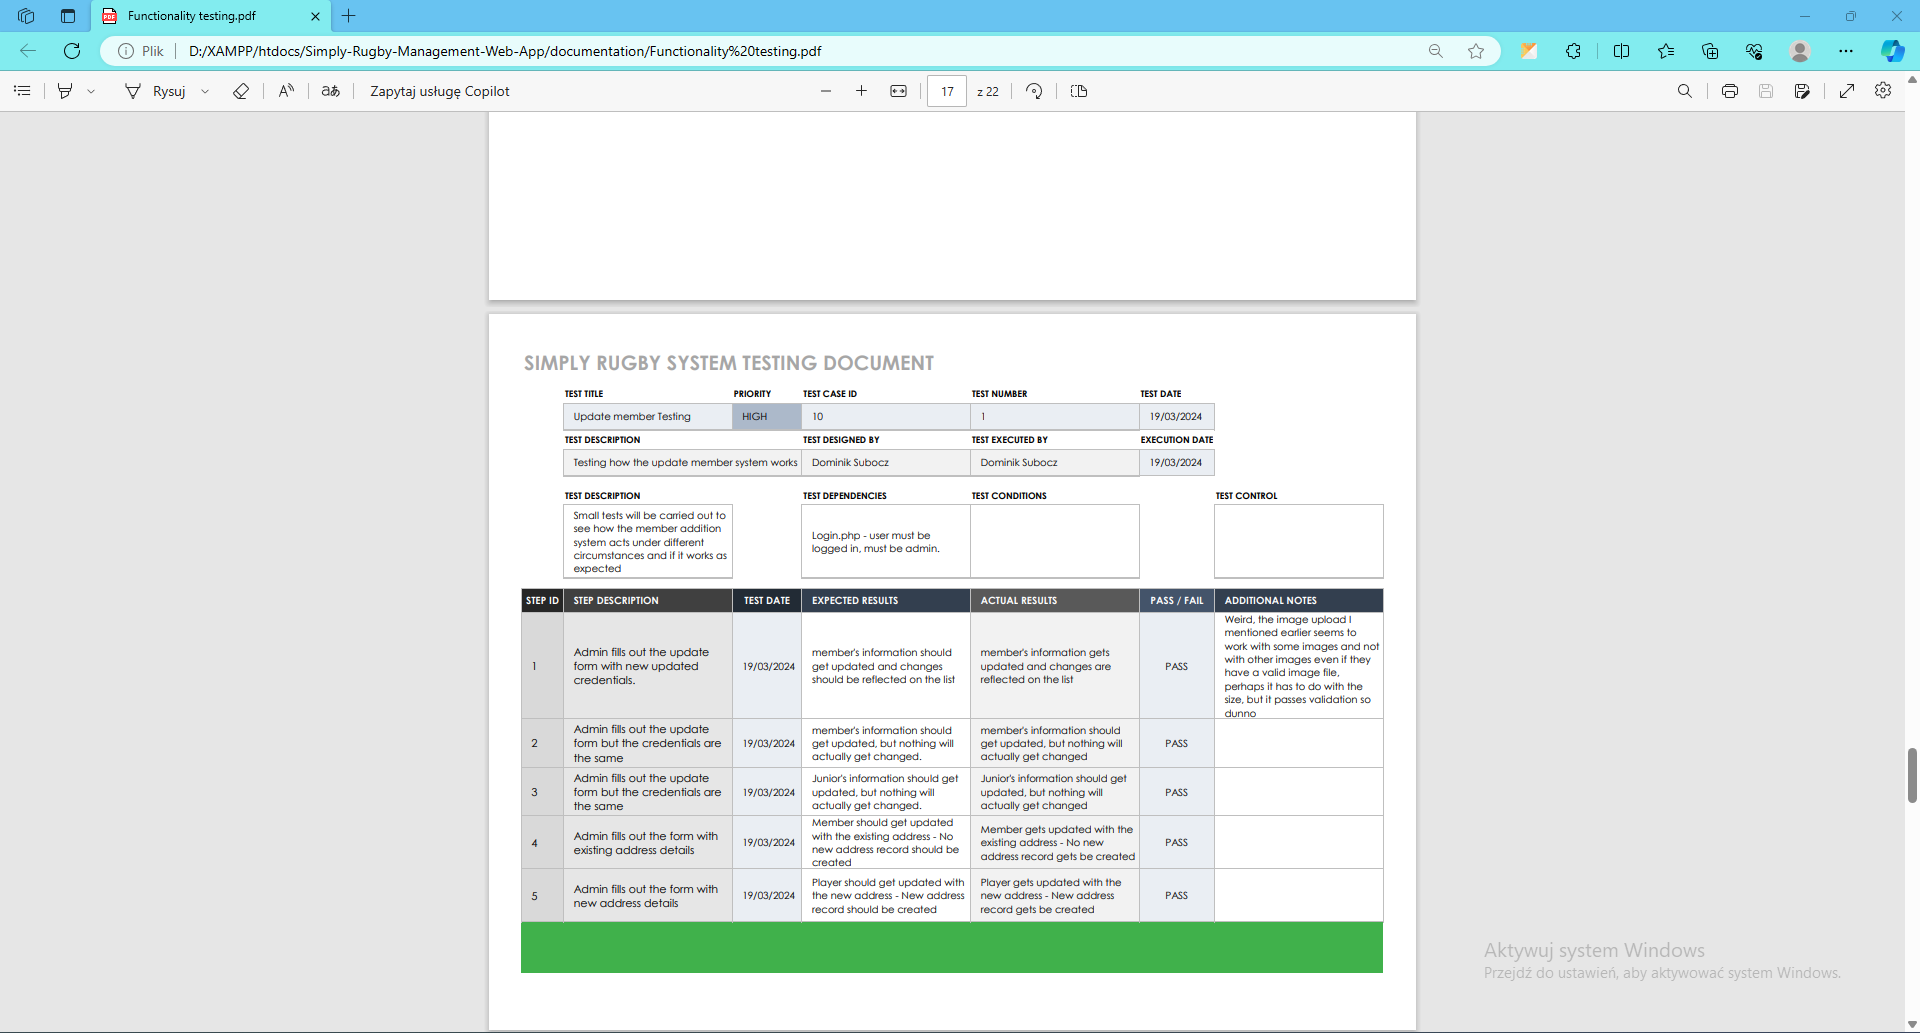 Functionality testing.pdf
Plik
D:/XAMPP/htdocs/Simply-Rugby-Management-Web-App/documentation/Functionality%20testing.pdf
Rysuj
aあ
Zapytaj usługę Copilot
17
z 22
SIMPLY RUGBY SYSTEM TESTING DOCUMENT
TEST TITLE PRIORITY TEST CASE ID TEST NUMBER TEST DATE
Update member Testing HIGH 10 1 19/03/2024
TEST DESCRIPTION TEST DESIGNED BY TEST EXECUTED BY EXECUTION DATE
Testing how the update member system works Dominik Subocz Dominik Subocz 19/03/2024
TEST DESCRIPTION TEST DEPENDENCIES TEST CONDITIONS TEST CONTROL
Small tests will be carried out to
see how the member addition
system acts under different
circumstances and if it works as
expected
Login.php - user must be
logged in, must be admin.
STEP ID STEP DESCRIPTION TEST DATE EXPECTED RESULTS ACTUAL RESULTS PASS / FAIL ADDITIONAL NOTES
1
Admin fills out the update
form with new updated
credentials.
19/03/2024
member's information should
get updated and changes
should be reflected on the list
member's information gets
updated and changes are
reflected on the list
PASS
Weird, the image upload I
mentioned earlier seems to
work with some images and not
with other images even if they
have a valid image file,
perhaps it has to do with the
size, but it passes validation so
dunno
2
Admin fills out the update
form but the credentials are
the same
19/03/2024
member's information should
get updated, but nothing will
actually get changed.
member's information should
get updated, but nothing will
actually get changed
PASS
3
Admin fills out the update
form but the credentials are
the same
19/03/2024
Junior's information should get
updated, but nothing will
actually get changed.
Junior's information should get
updated, but nothing will
actually get changed
PASS
4
Admin fills out the form with
existing address details
19/03/2024
Member should get updated
with the existing address - No
new address record should be
created
Member gets updated with the
existing address - No new
address record gets be created
PASS
5
Admin fills out the form with
new address details
19/03/2024
Player should get updated with
the new address - New address
record should be created
Player gets updated with the
new address - New address
record gets be created
PASS
Aktywuj system Windows
Przejdź do ustawień, aby aktywować system Windows.